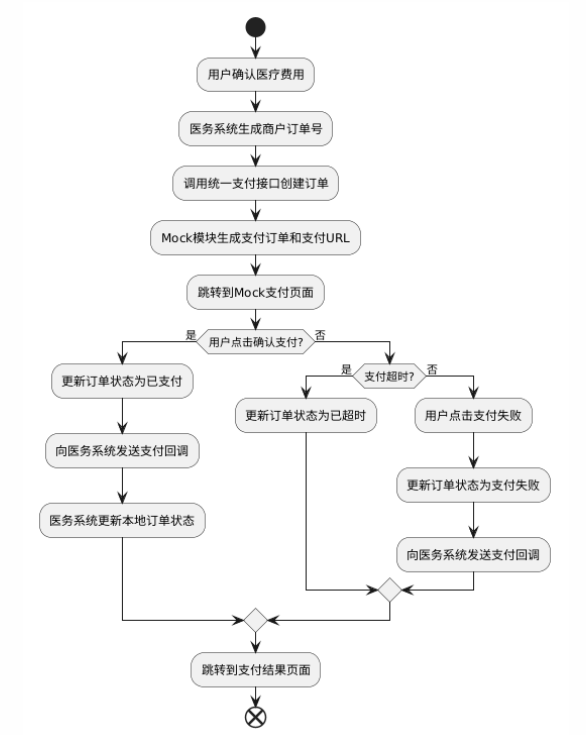 用户确认医疗费用
医务系统生成商户订单号
调用统一支付接口创建订单
Mock模块生成支付订单和支付URL
跳转到Mock支付页面
是
用户点击确认支付?
否
更新订单状态为已支付
向医务系统发送支付回调
医务系统更新本地订单状态
是
支付超时?
否
更新订单状态为已超时
用户点击支付失败
更新订单状态为支付失败
向医务系统发送支付回调
跳转到支付结果页面